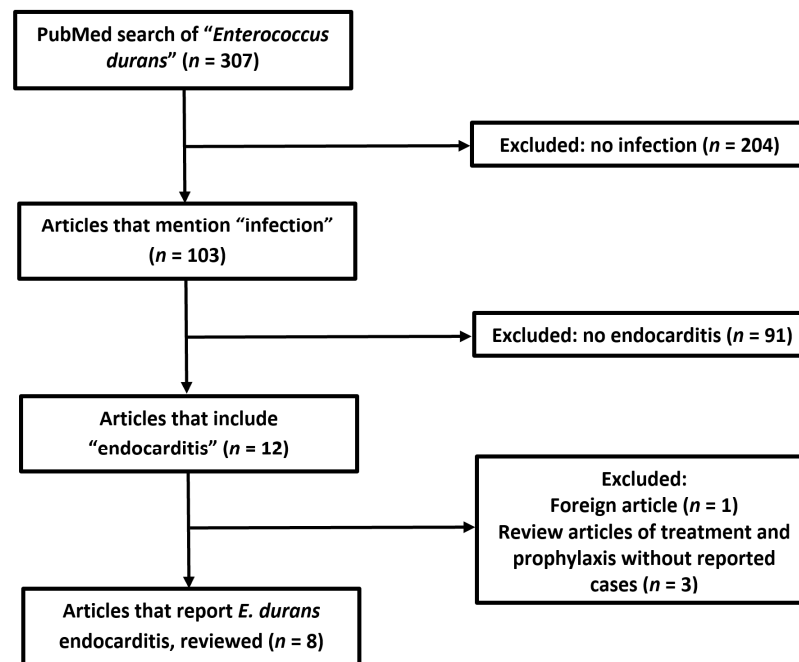 PubMed search of “Enterococcus
durans” (n = 307)
Excluded: no infection (n = 204)
Articles that mention “infection”
(n = 103)
Excluded: no endocarditis (n = 91)
Articles that include
“endocarditis” (n = 12)
Excluded:
Foreign article (n = 1)
Review articles of treatment and
prophylaxis without reported
cases (n = 3)
Articles that report E. durans
endocarditis, reviewed (n = 8)